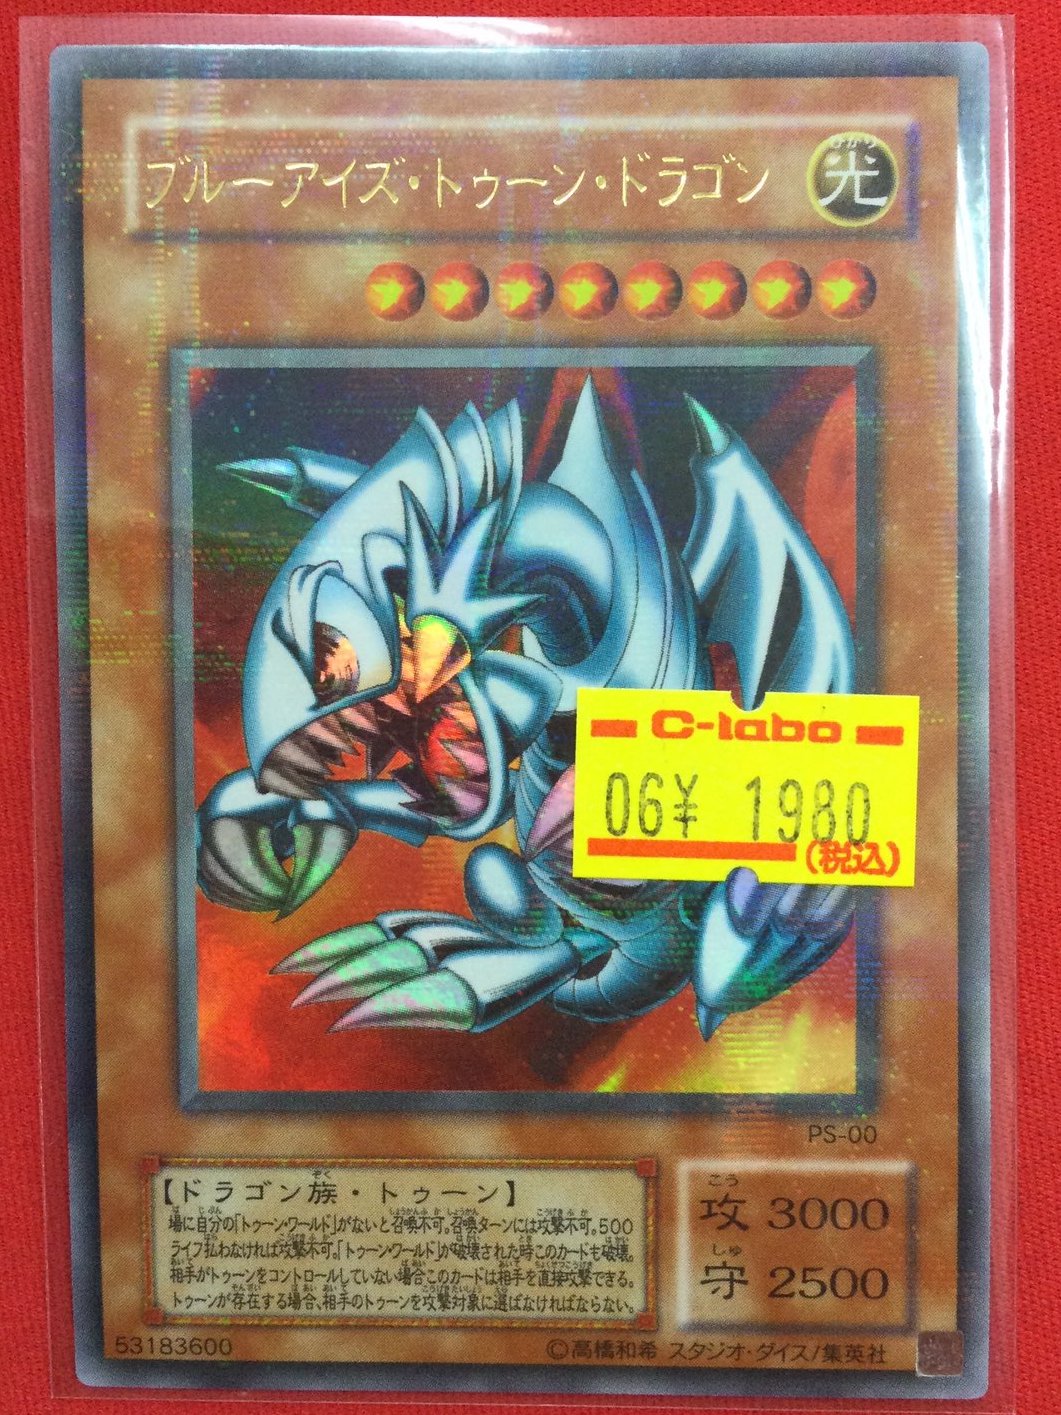 ブルーアイズ・トゥーン・ドラゴン
光
C-labo
06¥ 1980
(税込)
PS-00
【ドラゴン族・トゥーン】
場に自分の「トゥーン・ワールド」がないと召喚不可。召喚ターンには攻撃不可。500
ライフ払わなければ攻撃不可。「トゥーン・ワールド」が破壊された時このカードも破壊。
相手がトゥーンをコントロールしていない場合このカードは相手を直接攻撃できる。
トゥーンが存在する場合、相手のトゥーンを攻撃対象に選ばなければならない。
攻 3000
守 2500
53183600
©高橋和希 スタジオ・ダイス/集英社